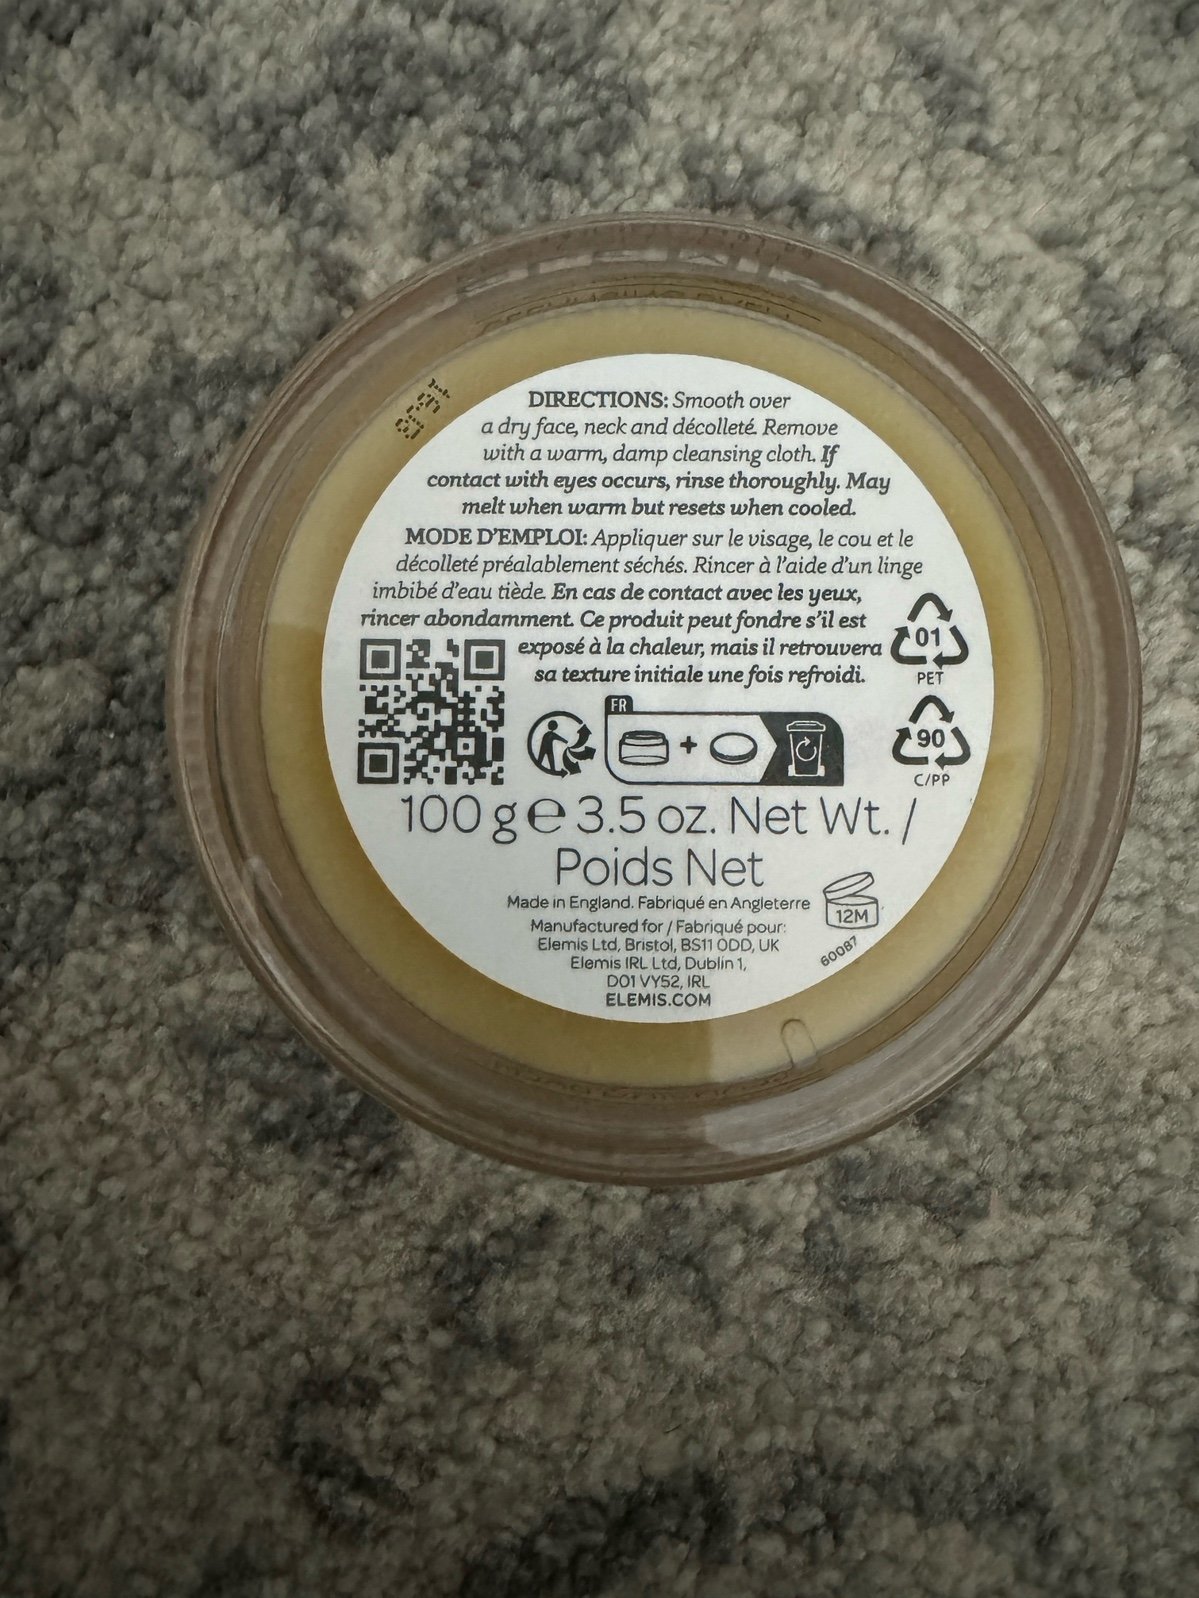 DIRECTIONS: Smooth over
a dry face, neck and décolleté. Remove
with a warm, damp cleansing cloth. If
contact with eyes occurs, rinse thoroughly. May
melt when warm but resets when cooled.
MODE D'EMPLOI: Appliquer sur le visage, le cou et le
décolleté préalablement séchés. Rincer à l'aide d'un linge
imbibé d'eau tiède. En cas de contact avec les yeux,
rincer abondamment. Ce produit peut fondre s'il est
exposé à la chaleur, mais il retrouvera
sa texture initiale une fois refroidi.
01
PET
FR
90
C/PP
100 g e 3.5 oz. Net Wt. /
Poids Net
Made in England. Fabriqué en Angleterre
12M
Manufactured for / Fabriqué pour:
Elemis Ltd, Bristol, BS11 0DD, UK
Elemis IRL Ltd, Dublin 1,
D01 VY52, IRL
ELEMIS.COM
60087